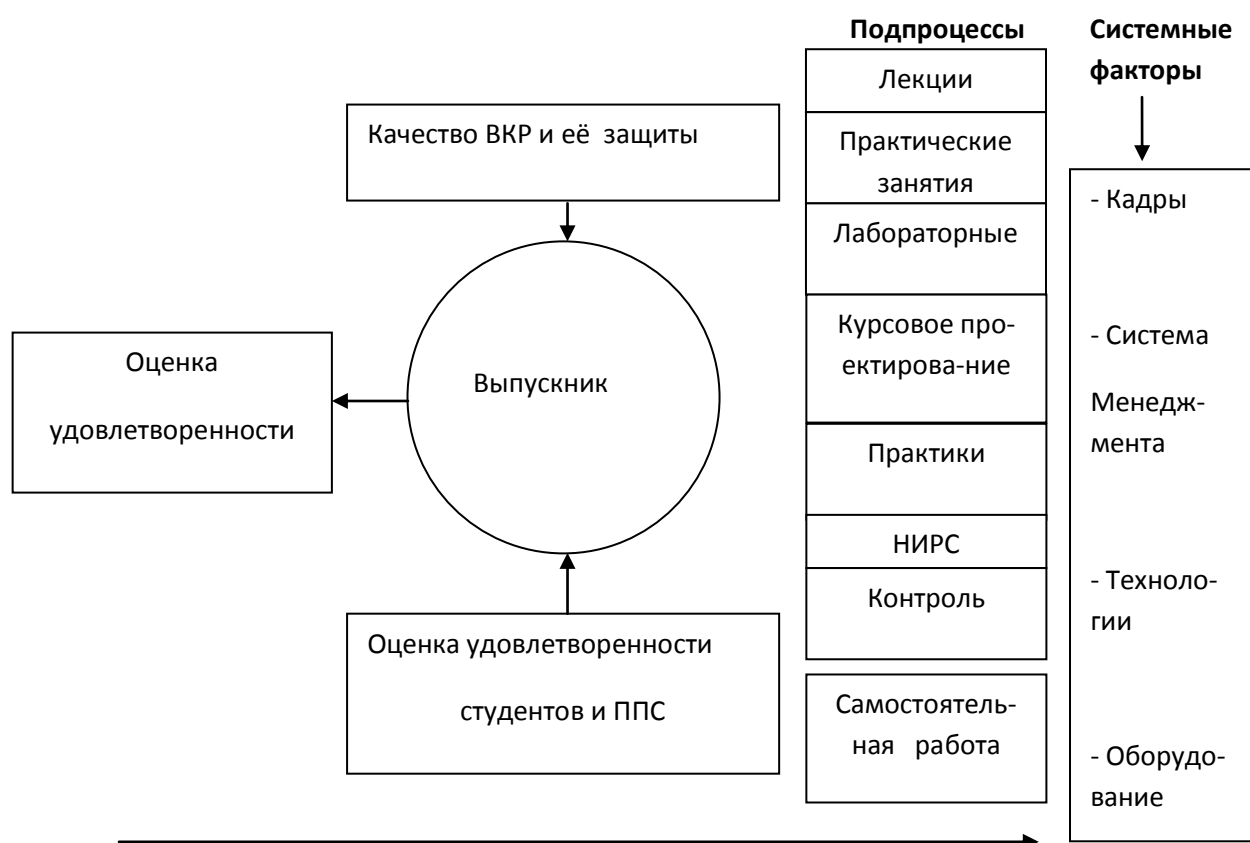 Подпроцессы
Системные
факторы
Лекции
Качество ВКР и её защиты
Практические
занятия
- Кадры
Лабораторные
Оценка
удовлетворенности
Выпускник
Курсовое про-
ектирова-ние
- Система
Менедж-
мента
Практики
НИРС
Контроль
- Техноло-
гии
Оценка удовлетворенности
студентов и ППС
Самостоятель-
ная работа
- Оборудо-
вание